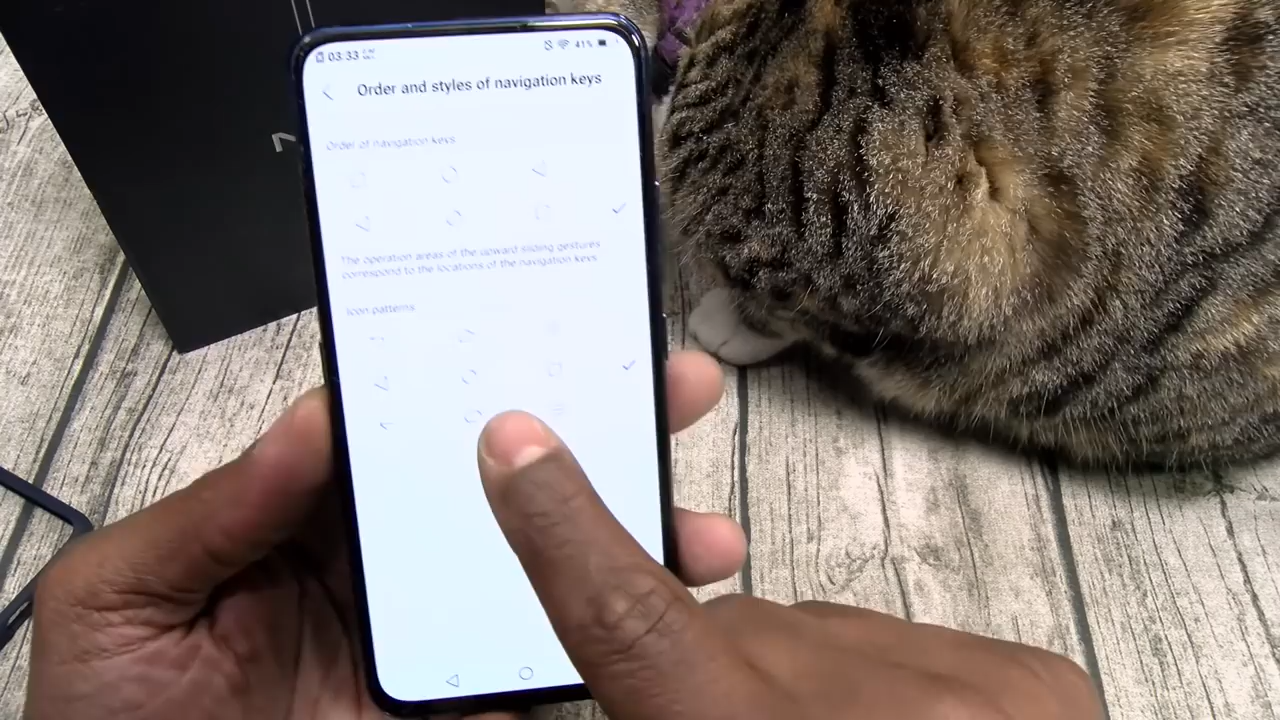 03:33
41%
Order and styles of navigation keys
Order of navigation keys
The operation areas of the upward sliding gestures
correspond to the locations of the navigation keys
Icon patterns